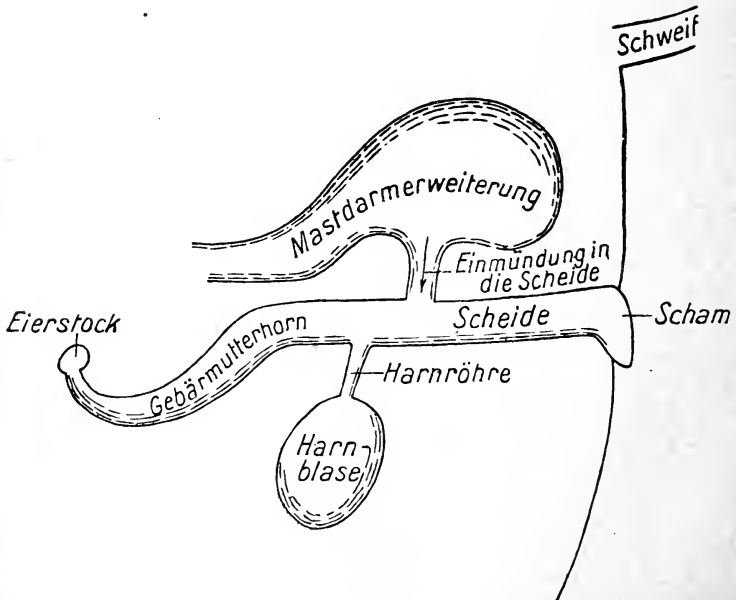 Schweif
Mastdarmerweiterung
Einmündung in
die Scheide
Eierstock
Gebärmutterhorn
Scheide
Scham
Harnröhre
Harn-
blase